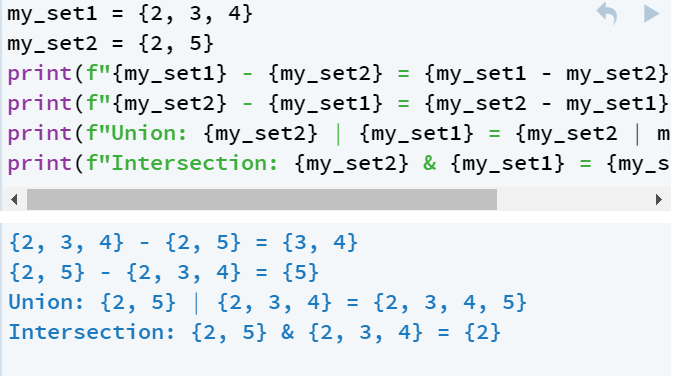 my_set1 = {2, 3, 4}
my_set2 = {2, 5}
print(f"{my_set1} - {my_set2} = {my_set1 - my_set2}
print(f"{my_set2} - {my_set1} = {my_set2 - my_set1}
print(f"Union: {my_set2} | {my_set1} = {my_set2 | m
print(f"Intersection: {my_set2} & {my_set1} = {my_s
{2, 3, 4} - {2, 5} = {3, 4}
{2, 5} - {2, 3, 4} = {5}
Union: {2, 5} | {2, 3, 4} = {2, 3, 4, 5}
Intersection: {2, 5} & {2, 3, 4} = {2}